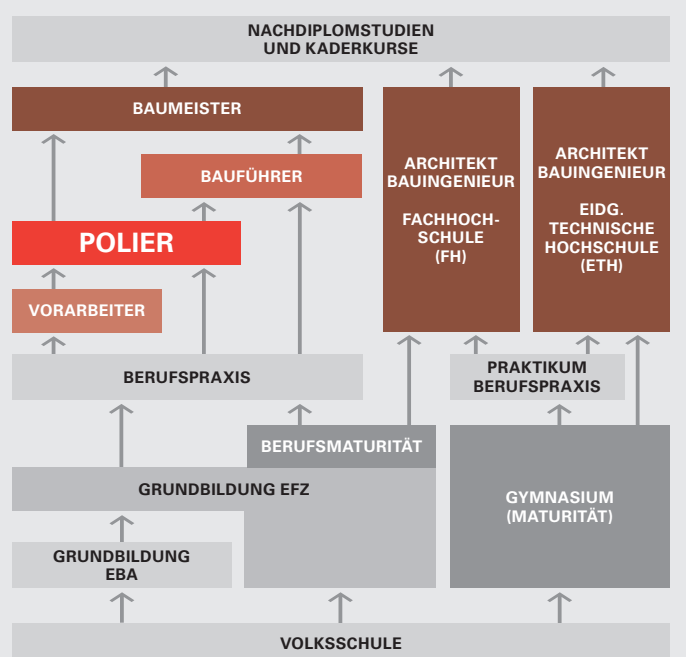 NACHDIPLOMSTUDIEN
UND KADERKURSE
BAUMEISTER
BAUFÜHRER
POLIER
VORARBEITER
ARCHITEKT
BAUINGENIEUR
FACHHOCH-
SCHULE
(FH)
ARCHITEKT
BAUINGENIEUR
EIDG.
TECHNISCHE
HOCHSCHULE
(ETH)
BERUFSPRAXIS
PRAKTIKUM
BERUFSPRAXIS
BERUFSMATURITÄT
GRUNDBILDUNG EFZ
GYMNASIUM
(MATURITÄT)
GRUNDBILDUNG
EBA
VOLKSSCHULE